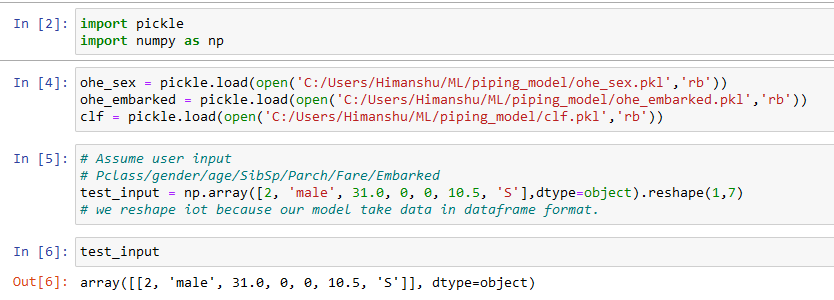 In [2]: import pickle
import numpy as np
In [4]: ohe_sex = pickle.load(open('C:/Users/Himanshu/ML/piping_model/ohe_sex.pkl','rb'))
ohe_embarked = pickle.load(open('C:/Users/Himanshu/ML/piping_model/ohe_embarked.pkl','rb'))
clf = pickle.load(open('C:/Users/Himanshu/ML/piping_model/clf.pkl','rb'))
In [5]: # Assume user input
# Pclass/gender/age/SibSp/Parch/Fare/Embarked
test_input = np.array([2, 'male', 31.0, 0, 0, 10.5, 'S'],dtype=object).reshape(1,7)
# we reshape iot because our model take data in dataframe format.
In [6]: test_input
Out[6]: array([[2, 'male', 31.0, 0, 0, 10.5, 'S']], dtype=object)